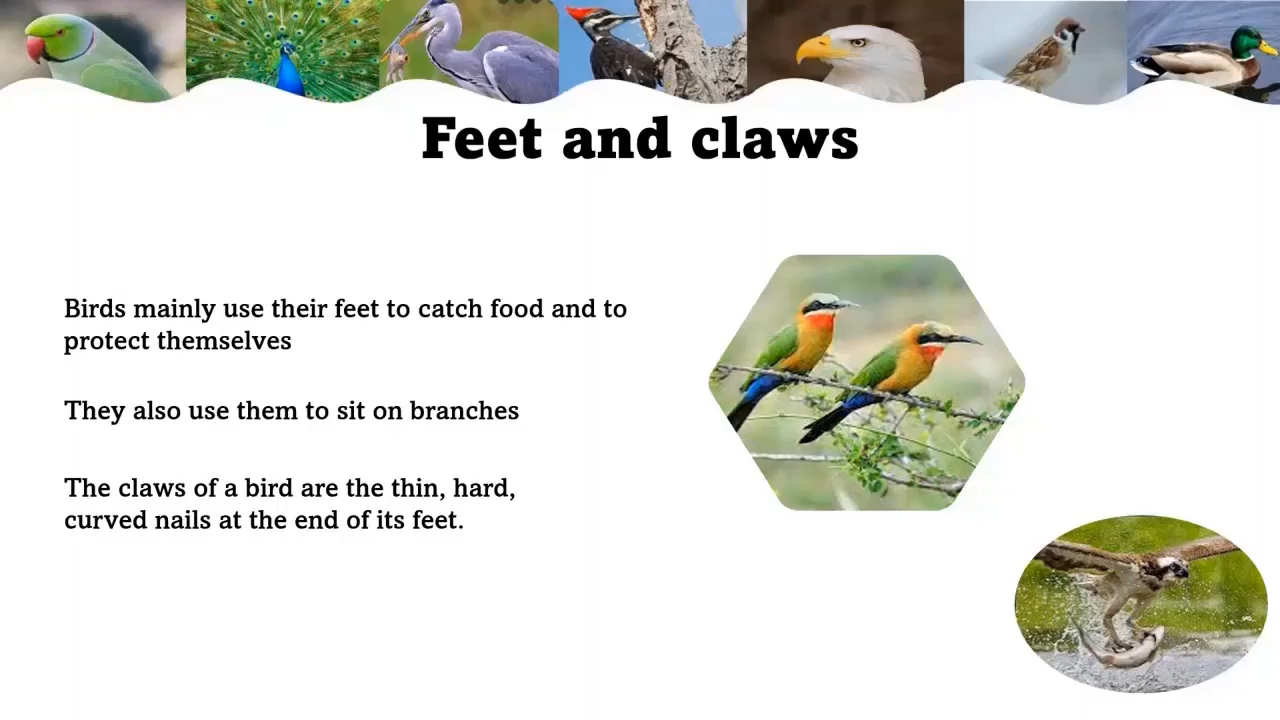 Feet and claws
Birds mainly use their feet to catch food and to
protect themselves
They also use them to sit on branches
The claws of a bird are the thin, hard,
curved nails at the end of its feet.